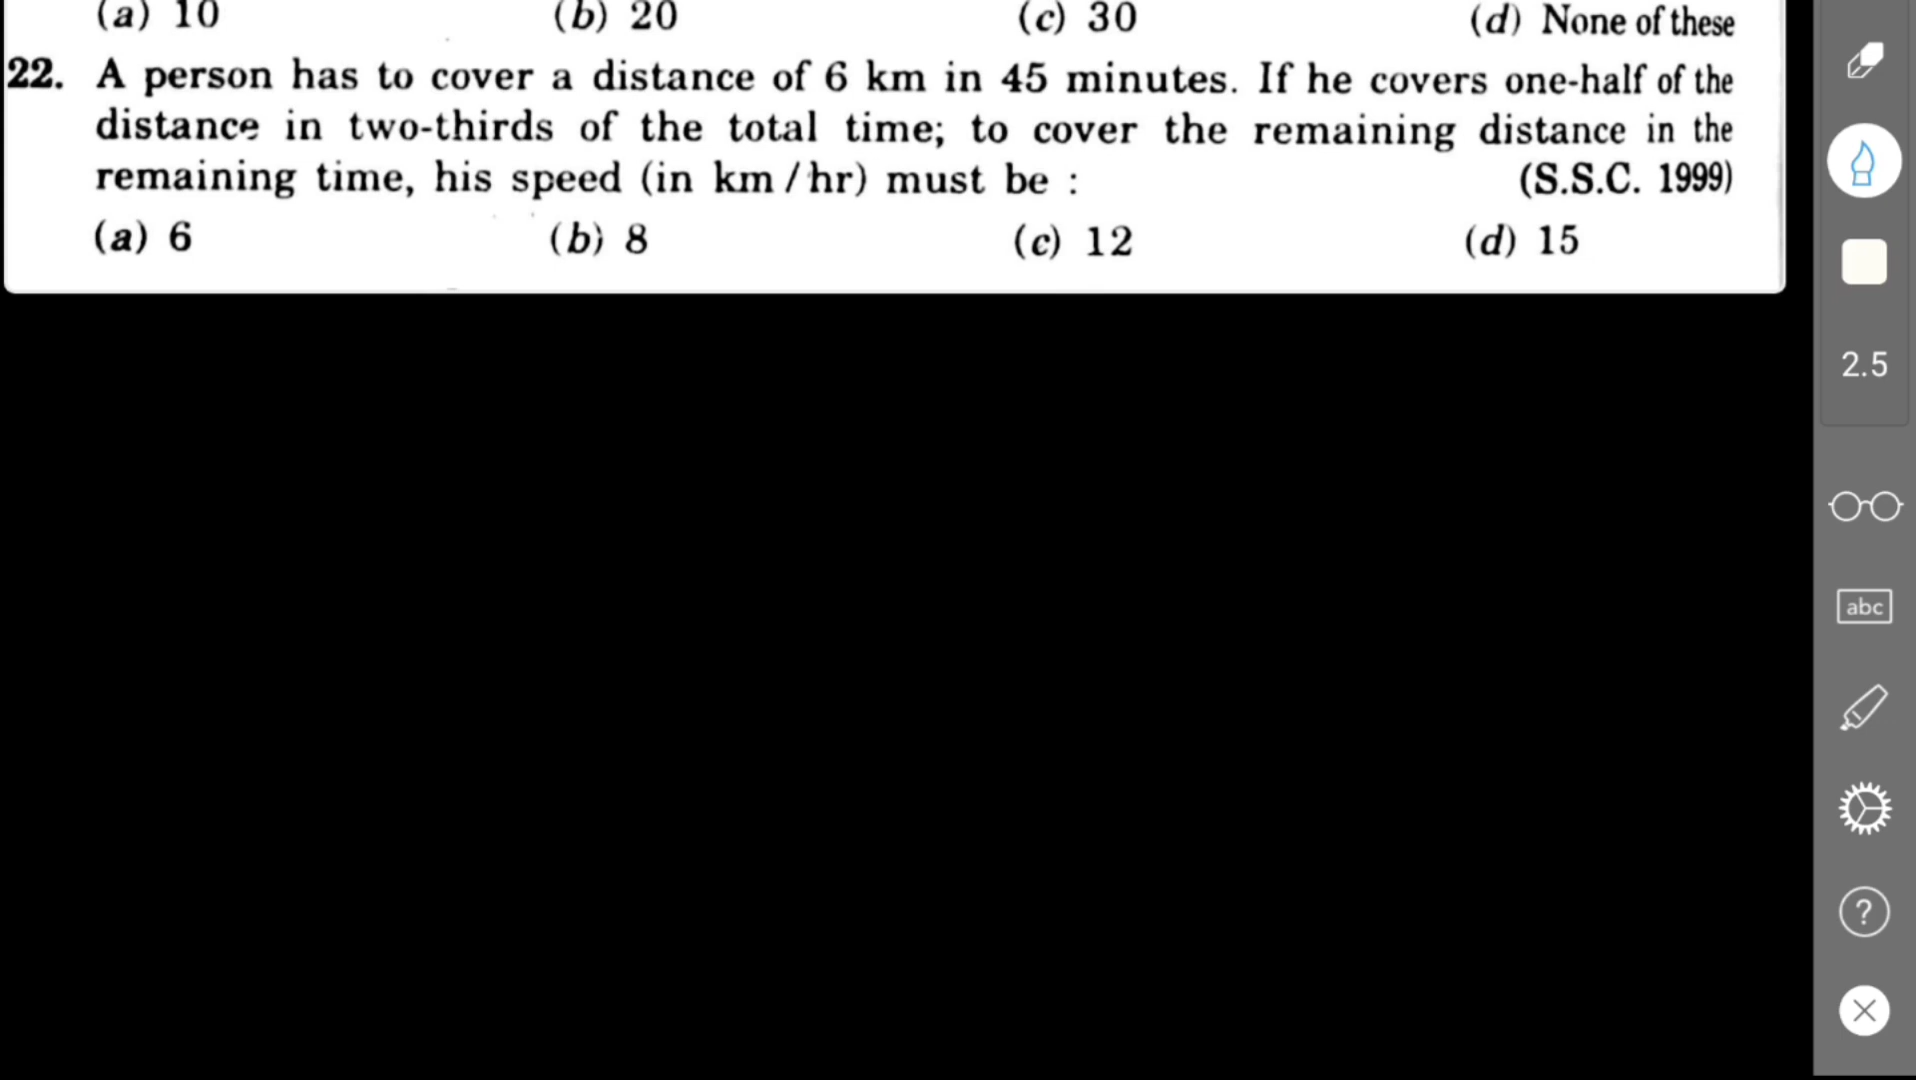 (a) 10 (b) 20 (c) 30 (d) None of these
22. A person has to cover a distance of 6 km in 45 minutes. If he covers one-half of the
distance in two-thirds of the total time; to cover the remaining distance in the
remaining time, his speed (in km / hr) must be : (S.S.C. 1999)
(a) 6 (b) 8 (c) 12 (d) 15
2.5
abc
?